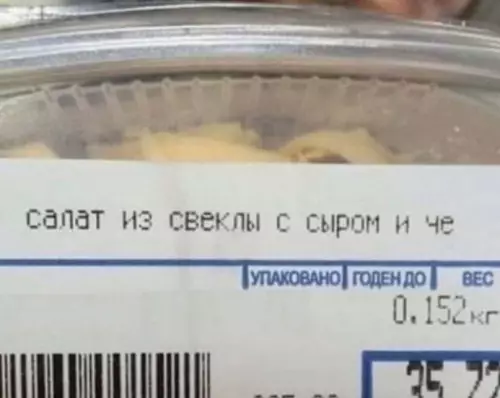 салат из свеклы с сыром и че
УПАКОВАНО ГОДЕН ДО ВЕС
0.152кг